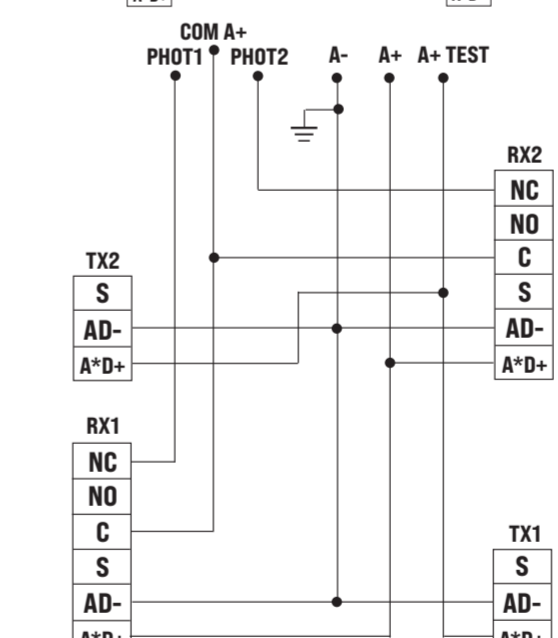 COM A+
PHOT1 PHOT2 A- A+ A+ TEST
RX2
NC
NO
C
S
AD-
A*D+
TX2
S
AD-
A*D+
RX1
NC
NO
C
S
AD-
TX1
S
AD-